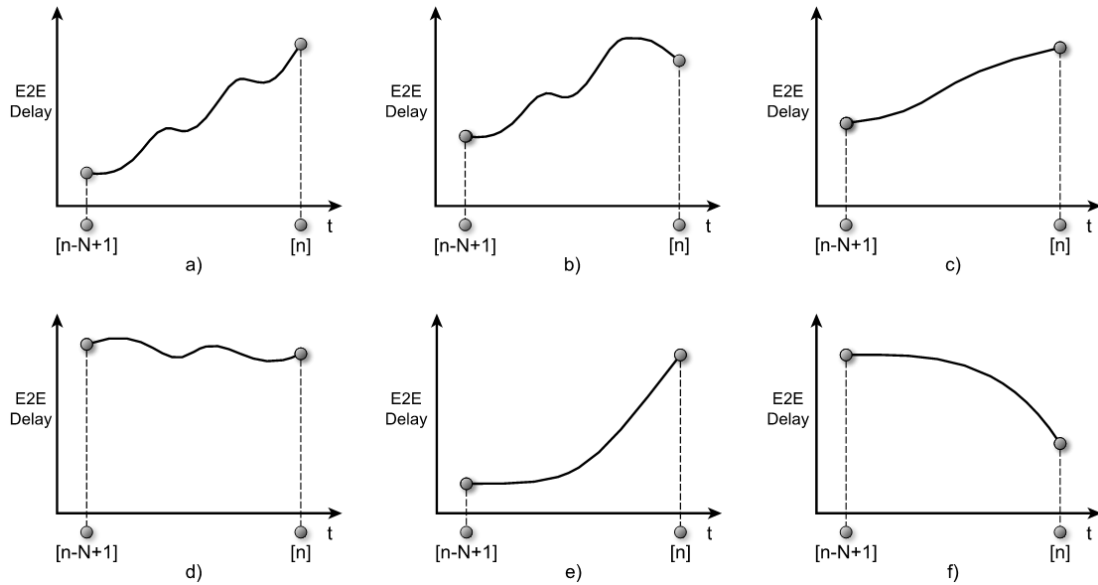 E2E
Delay
t
[n-N+1]
[n]
a)
E2E
Delay
t
[n-N+1]
[n]
b)
E2E
Delay
t
[n-N+1]
[n]
c)
E2E
Delay
t
[n-N+1]
[n]
d)
E2E
Delay
t
[n-N+1]
[n]
e)
E2E
Delay
t
[n-N+1]
[n]
f)